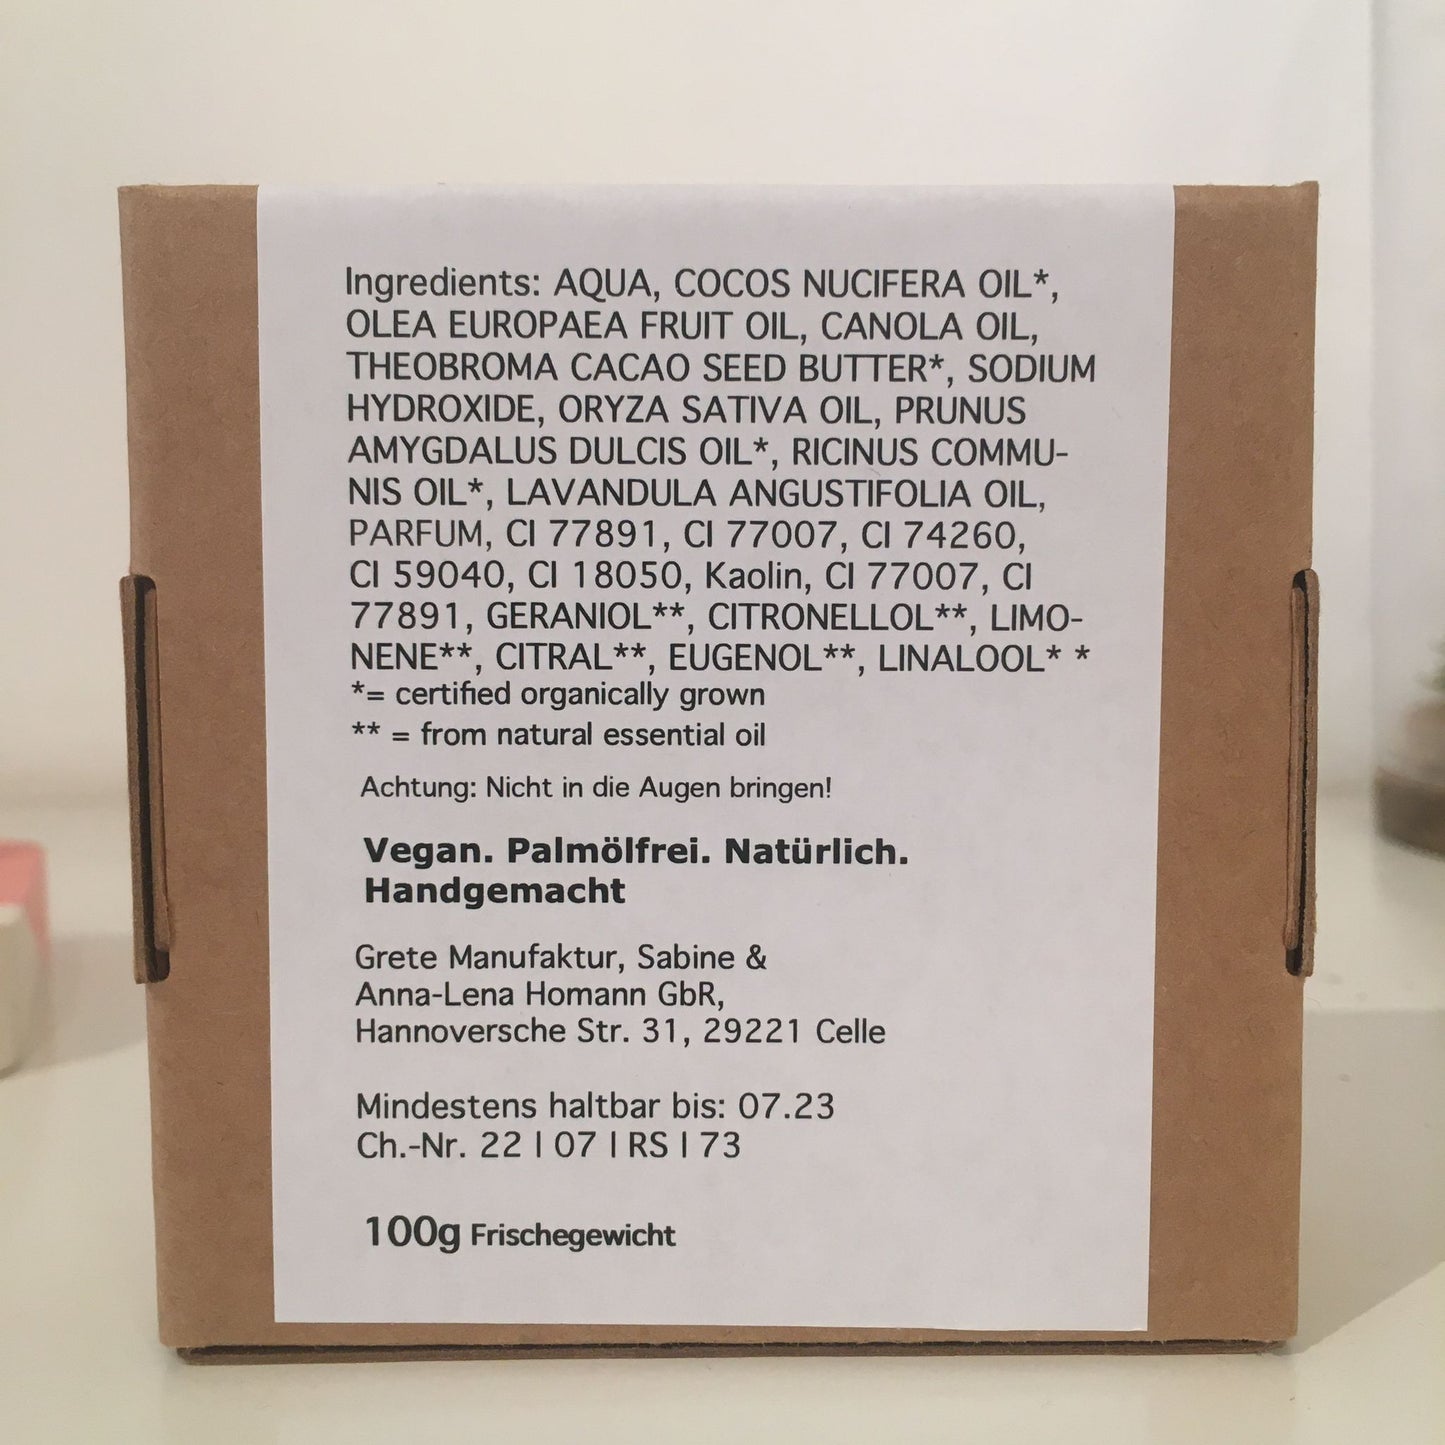 Ingredients: AQUA, COCOS NUCIFERA OIL*,
OLEA EUROPAEA FRUIT OIL, CANOLA OIL,
THEOBROMA CACAO SEED BUTTER*, SODIUM
HYDROXIDE, ORYZA SATIVA OIL, PRUNUS
AMYGDALUS DULCIS OIL*, RICINUS COMMU-
NIS OIL*, LAVANDULA ANGUSTIFOLIA OIL,
PARFUM, CI 77891, CI 77007, CI 74260,
CI 59040, CI 18050, Kaolin, CI 77007, CI
77891, GERANIOL**, CITRONELLOL**, LIMO-
NENE**, CITRAL**, EUGENOL**, LINALOOL* *
*= certified organically grown
** = from natural essential oil
Achtung: Nicht in die Augen bringen!
Vegan. Palmölfrei. Natürlich.
Handgemacht
Grete Manufaktur, Sabine &
Anna-Lena Homann GbR,
Hannoversche Str. 31, 29221 Celle
Mindestens haltbar bis: 07.23
Ch.-Nr. 22 | 07 | RS | 73
100g Frischegewicht